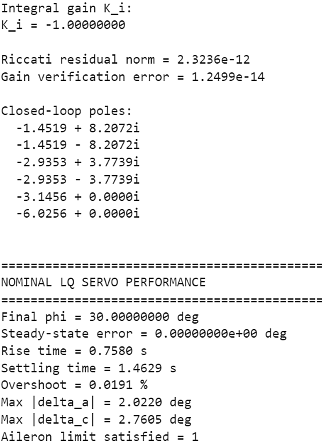 Integral gain K_i:
K_i = -1.00000000

Riccati residual norm = 2.3236e-12
Gain verification error = 1.2499e-14

Closed-loop poles:
  -1.4519 + 8.2072i
  -1.4519 - 8.2072i
  -2.9353 + 3.7739i
  -2.9353 - 3.7739i
  -3.1456 + 0.0000i
  -6.0256 + 0.0000i

=============================================
NOMINAL LQ SERVO PERFORMANCE
=============================================
Final phi = 30.00000000 deg
Steady-state error = 0.00000000e+00 deg
Rise time = 0.7580 s
Settling time = 1.4629 s
Overshoot = 0.0191 %
Max |delta_a| = 2.0220 deg
Max |delta_c| = 2.7605 deg
Aileron limit satisfied = 1